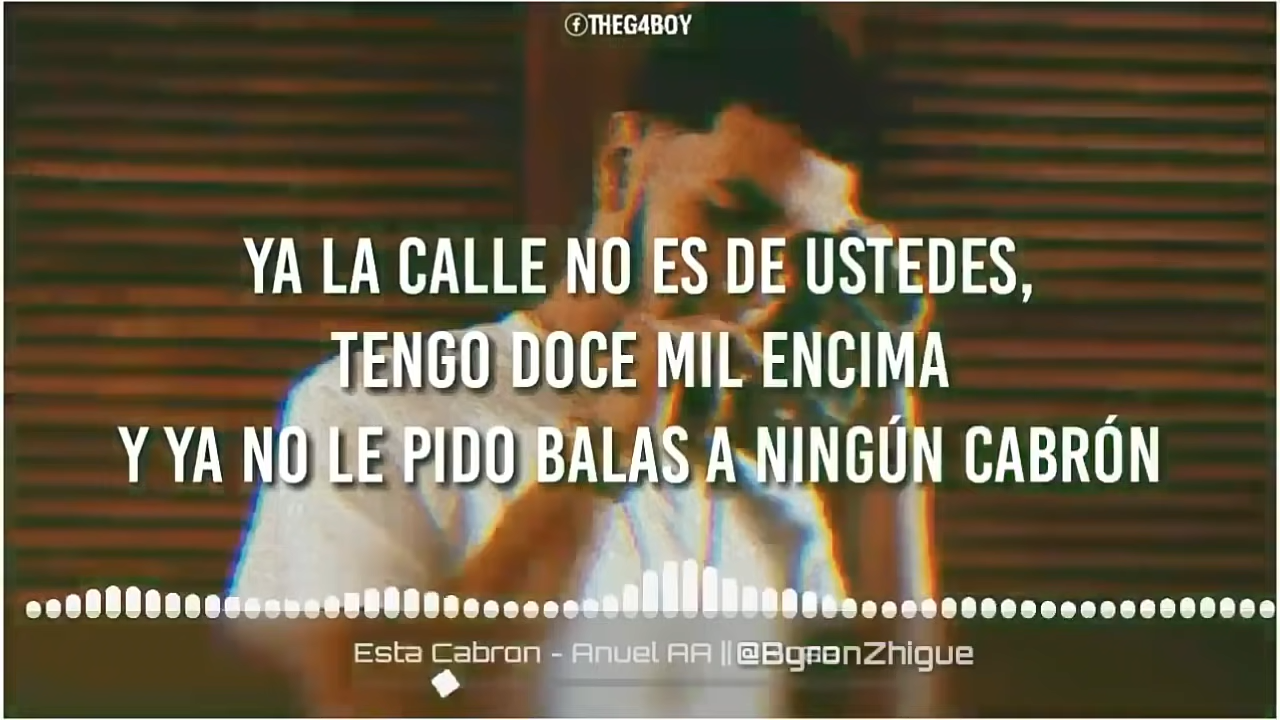 THEG4BOY
YA LA CALLE NO ES DE USTEDES,
TENGO DOCE MIL ENCIMA
Y YA NO LE PIDO BALAS A NINGÚN CABRÓN
Esta Cabron - Anuel AA || @ByronZhigue